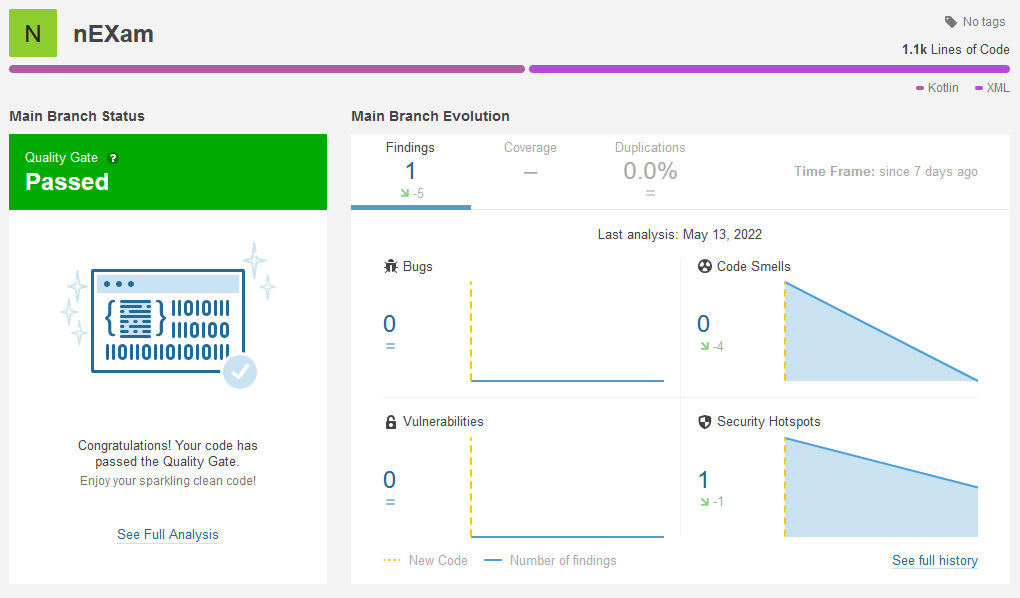 N nEXam
No tags
1.1k Lines of Code
Kotlin XML
Main Branch Status
Quality Gate ?
Passed
{ } 11010111
1110100
11011011010111
Congratulations! Your code has
passed the Quality Gate.
Enjoy your sparkling clean code!
See Full Analysis
Main Branch Evolution
Findings
1
-5
Coverage
—
Duplications
0.0%
=
Time Frame: since 7 days ago
Last analysis: May 13, 2022
Bugs
0
=
Code Smells
0
-4
Vulnerabilities
0
=
Security Hotspots
1
-1
New Code Number of findings
See full history